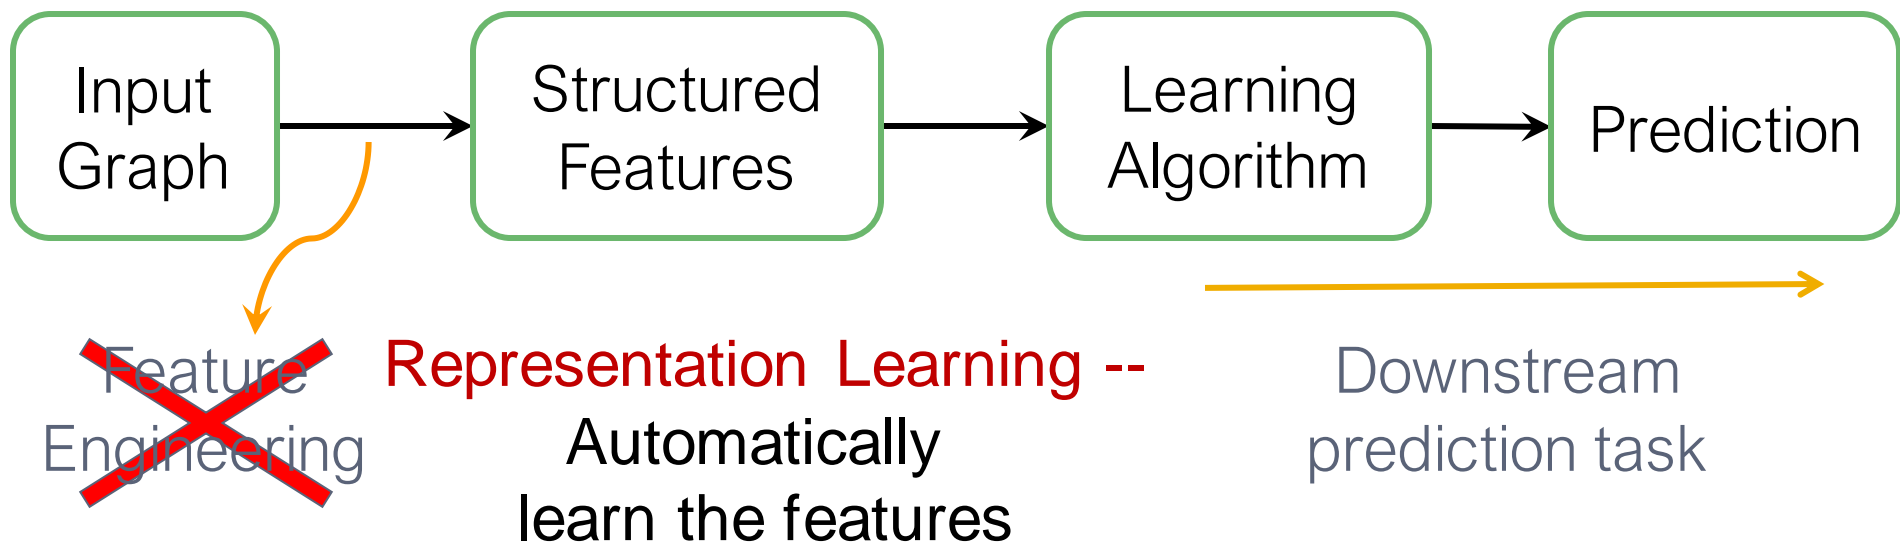 Input
Graph
Structured
Features
Learning
Algorithm
Prediction
Feature
Engineering
Representation Learning --
Automatically
learn the features
Downstream
prediction task